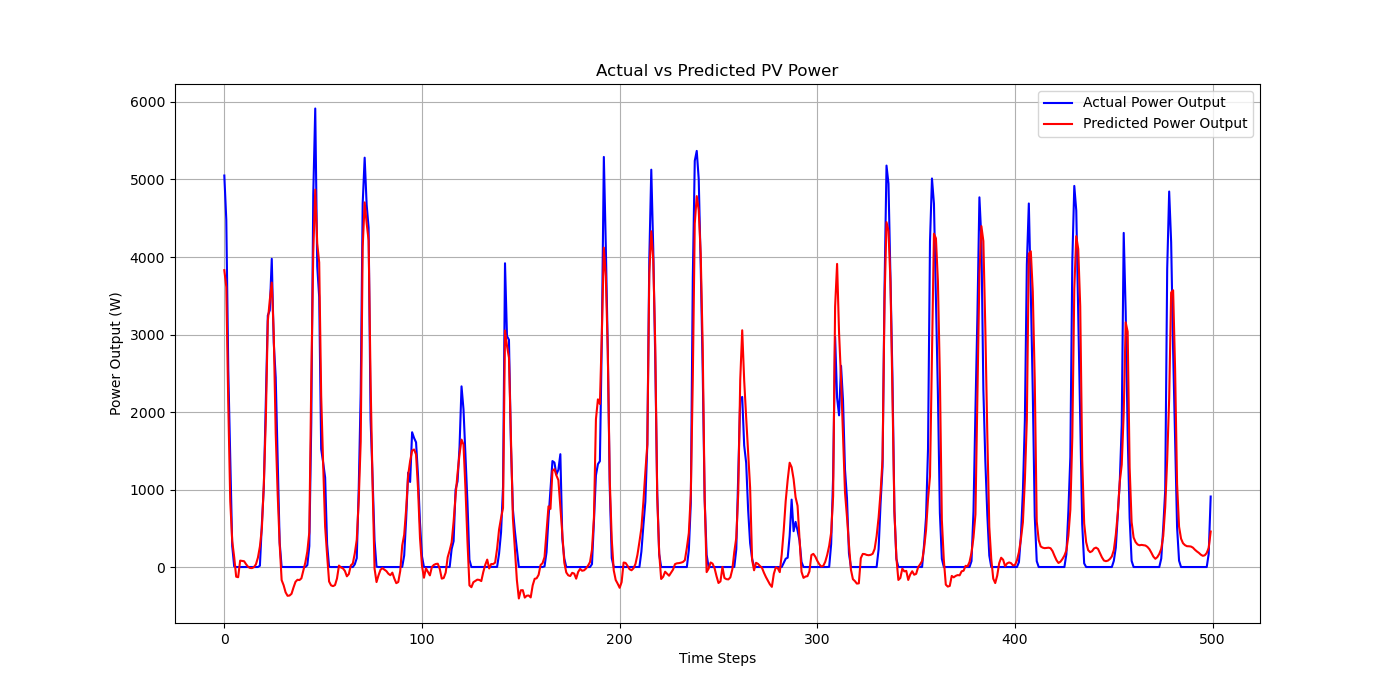 Actual vs Predicted PV Power
Actual Power Output
Predicted Power Output
Power Output (W)
6000
5000
4000
3000
2000
1000
0
0 100 200 300 400 500
Time Steps